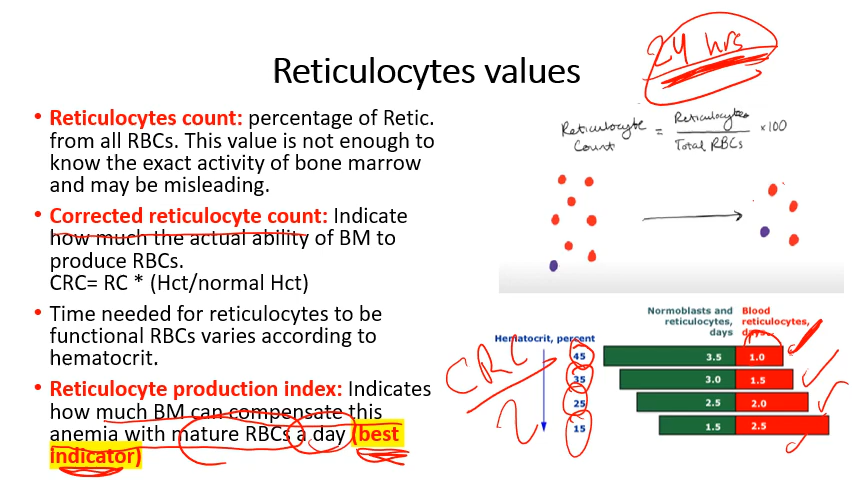 24 hrs
Reticulocytes values
• Reticulocytes count: percentage of Retic.
from all RBCs. This value is not enough to
know the exact activity of bone marrow
and may be misleading.
• Corrected reticulocyte count: Indicate
how much the actual ability of BM to
produce RBCs.
CRC= RC * (Hct/normal Hct)
• Time needed for reticulocytes to be
functional RBCs varies according to
hematocrit.
• Reticulocyte production index: Indicates
how much BM can compensate this
anemia with mature RBCs a day (best
indicator)
Reticulocyte Count = Reticulocytes / Total RBCs × 100
Normoblasts and
reticulocytes,
days
Blood
reticulocytes,
days
Hematocrit, percent
45 3.5 1.0
35 3.0 1.5
25 2.5 2.0
15 1.5 2.5
CRC
2